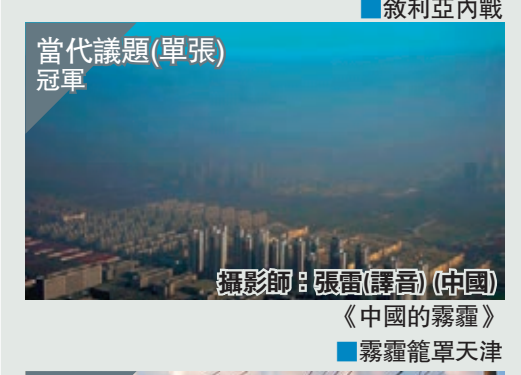 ■敘利亞內戰
當代議題(單張)
冠軍
攝影師：張雷(譯音) (中國)
《中國的霧霾》
■霧霾籠罩天津